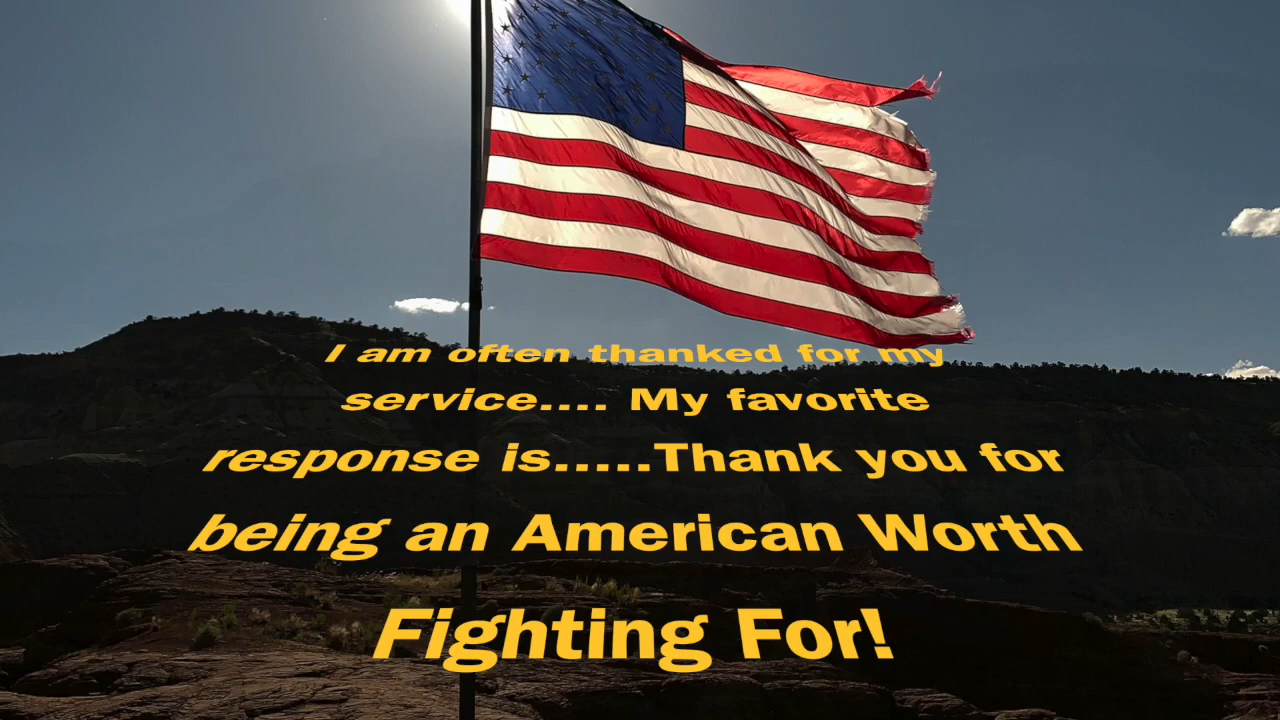 I am often thanked for my
service.... My favorite
response is.....Thank you for
being an American Worth
Fighting For!